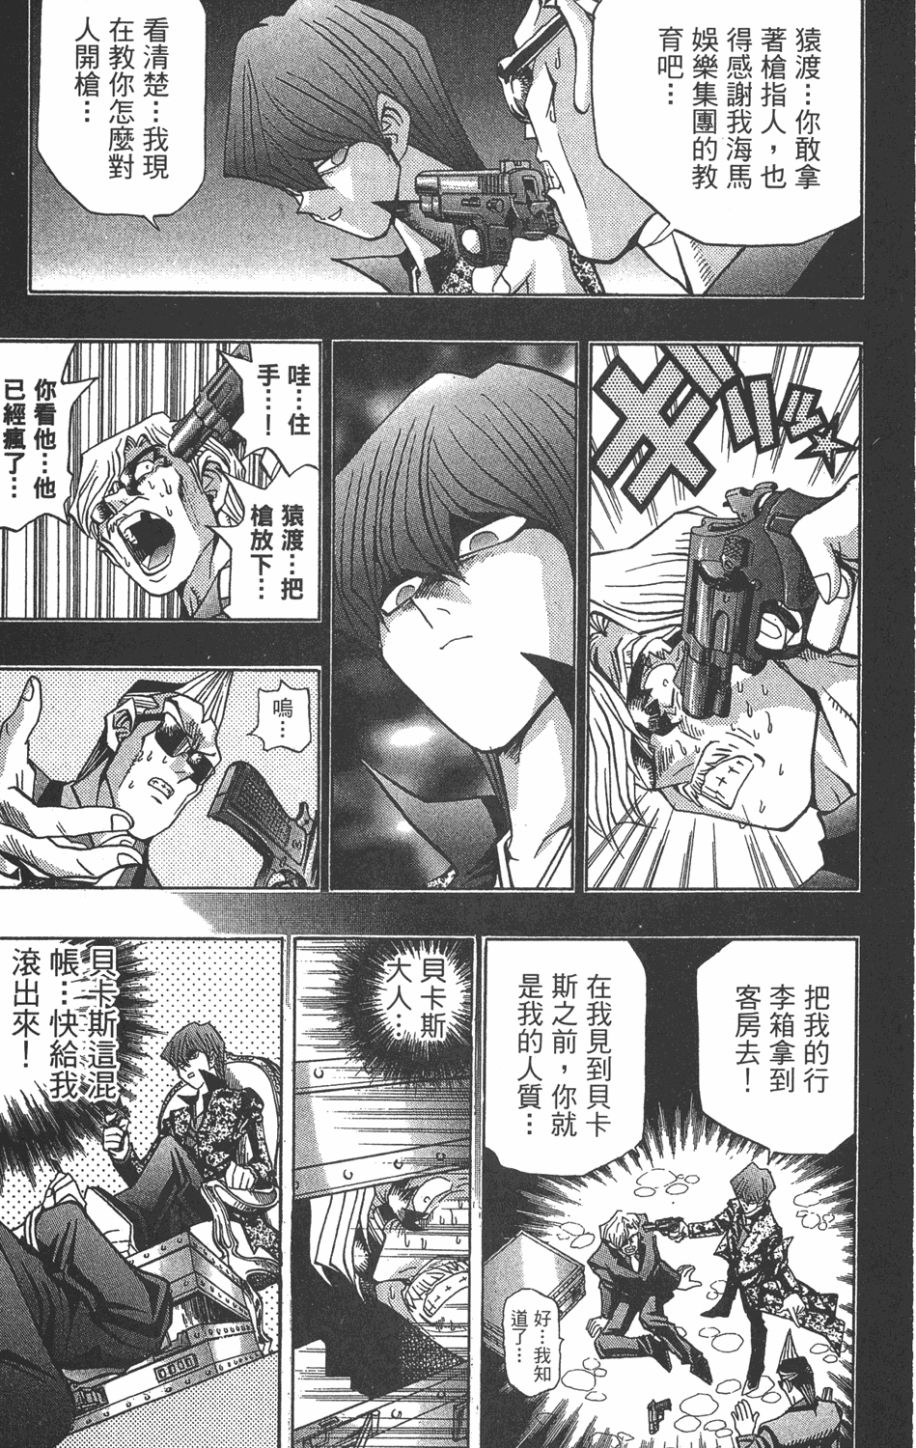 猿渡…你敢拿
著槍指人，也
得感謝我海馬
娛樂集團的教
育吧…
看清楚…我現
在教你怎麼對
人開槍…
ギリッ
哇…住
手…！
猿渡…把
槍放下…
你看他…他
已經瘋了…
嗚…
把我的行
李箱拿到
客房去！
在我見到貝卡
斯之前，你就
是我的人質…
好…我知
道了…
貝卡斯
大人…
貝卡斯這混
帳…快給我
滾出來！